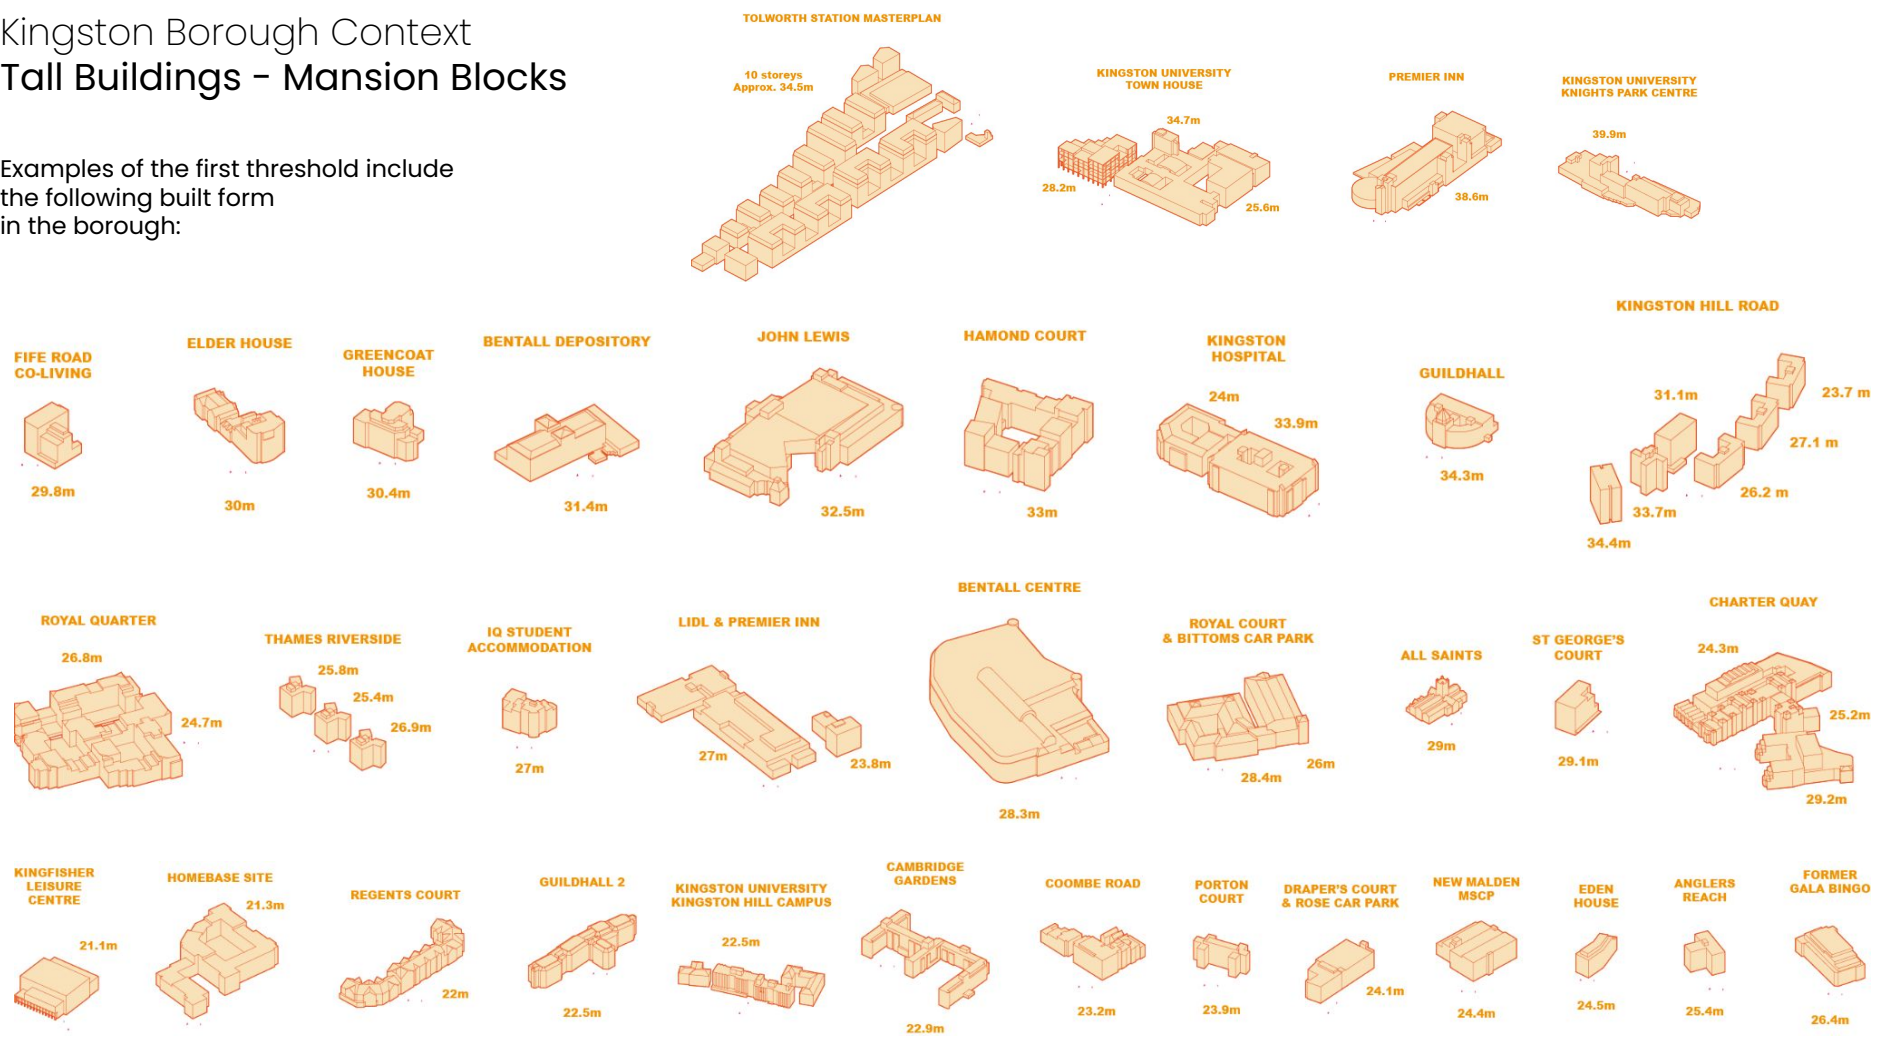 Kingston Borough Context
Tall Buildings - Mansion Blocks
Examples of the first threshold include
the following built form
in the borough:
TOLWORTH STATION MASTERPLAN
10 storeys
Approx. 34.5m
KINGSTON UNIVERSITY
TOWN HOUSE
34.7m
28.2m
25.6m
PREMIER INN
38.6m
KINGSTON UNIVERSITY
KNIGHTS PARK CENTRE
39.9m
FIFE ROAD
CO-LIVING
29.8m
ELDER HOUSE
30m
GREENCOAT
HOUSE
30.4m
BENTALL DEPOSITORY
31.4m
JOHN LEWIS
32.5m
HAMOND COURT
33m
KINGSTON
HOSPITAL
24m
33.9m
GUILDHALL
34.3m
KINGSTON HILL ROAD
31.1m
23.7 m
27.1 m
26.2 m
33.7m
34.4m
ROYAL QUARTER
26.8m
24.7m
THAMES RIVERSIDE
25.8m
25.4m
26.9m
IQ STUDENT
ACCOMMODATION
27m
LIDL & PREMIER INN
27m
23.8m
BENTALL CENTRE
28.3m
ROYAL COURT
& BITTOMS CAR PARK
28.4m
26m
ALL SAINTS
29m
ST GEORGE'S
COURT
29.1m
CHARTER QUAY
24.3m
25.2m
29.2m
KINGFISHER
LEISURE
CENTRE
21.1m
HOMEBASE SITE
21.3m
REGENTS COURT
22m
GUILDHALL 2
22.5m
KINGSTON UNIVERSITY
KINGSTON HILL CAMPUS
22.5m
CAMBRIDGE
GARDENS
22.9m
COOMBE ROAD
23.2m
PORTON
COURT
23.9m
DRAPER'S COURT
& ROSE CAR PARK
24.1m
NEW MALDEN
MSCP
24.4m
EDEN
HOUSE
24.5m
ANGLERS
REACH
25.4m
FORMER
GALA BINGO
26.4m